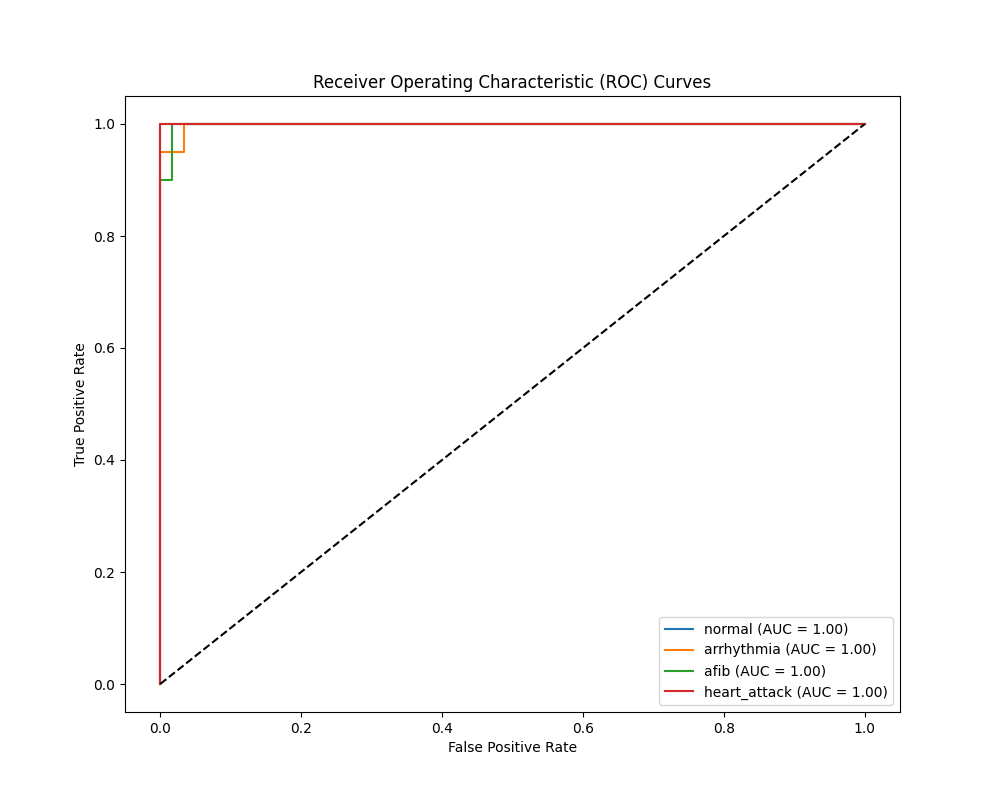 Receiver Operating Characteristic (ROC) Curves
True Positive Rate
1.0
0.8
0.6
0.4
0.2
0.0
normal (AUC = 1.00)
arrhythmia (AUC = 1.00)
afib (AUC = 1.00)
heart_attack (AUC = 1.00)
0.0 0.2 0.4 0.6 0.8 1.0
False Positive Rate